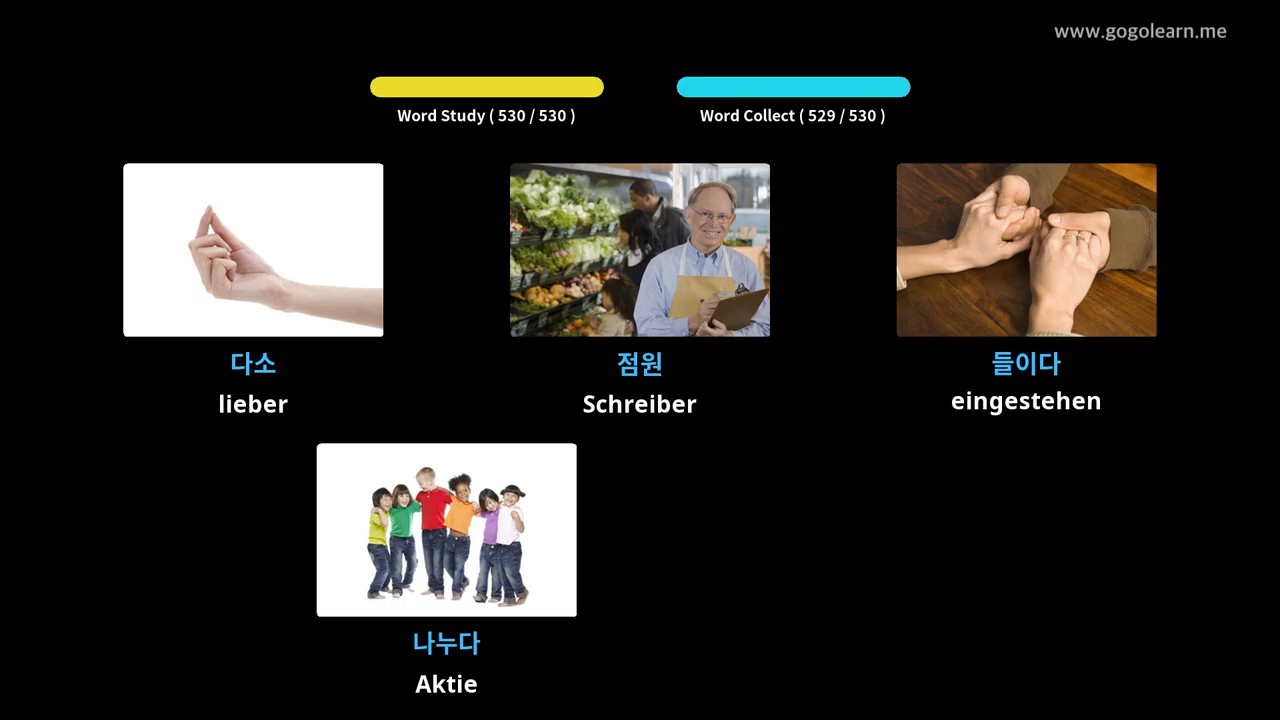 www.gogolearn.me
Word Study ( 530 / 530 )
Word Collect ( 529 / 530 )
다소
lieber
점원
Schreiber
들이다
eingestehen
나누다
Aktie